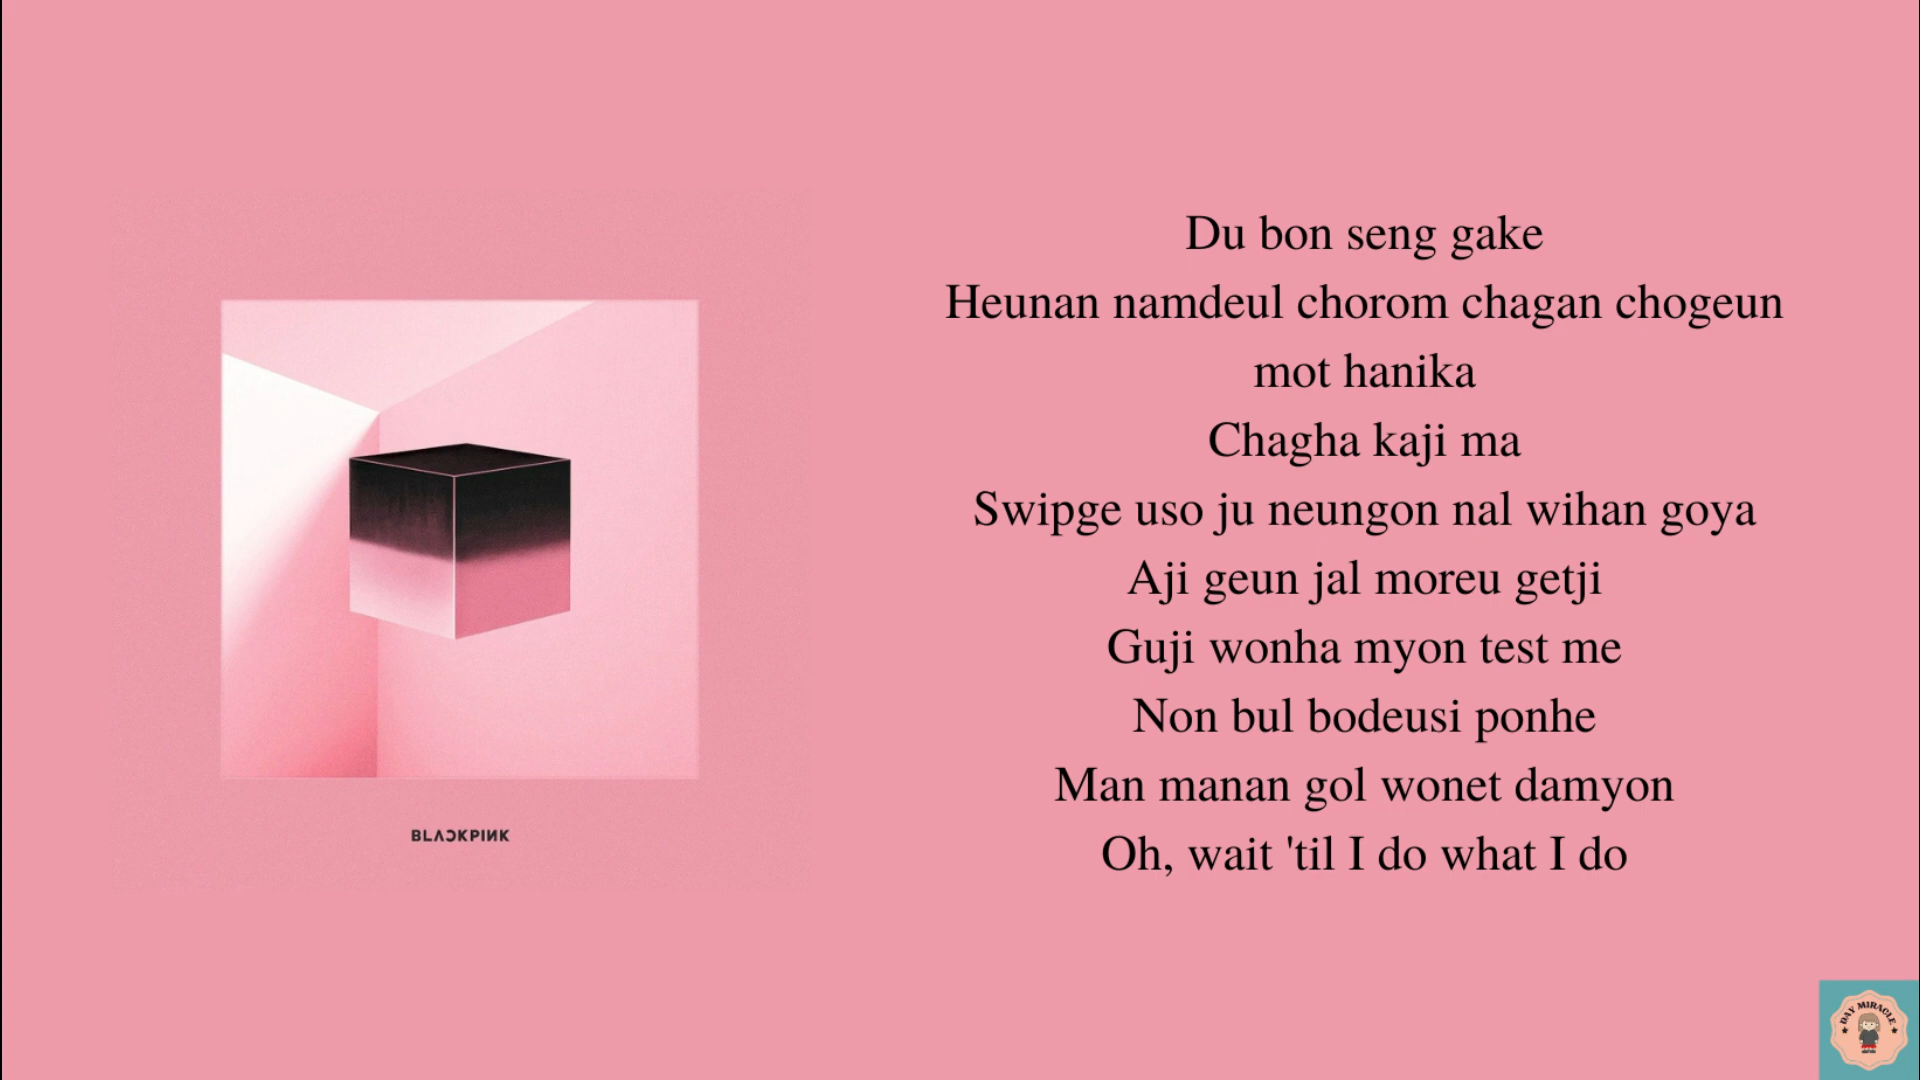 Du bon seng gake
Heunan namdeul chorom chagan chogeun
mot hanika
Chagha kaji ma
Swipge uso ju neungon nal wihan goya
Aji geun jal moreu getji
Guji wonha myon test me
Non bul bodeusi ponhe
Man manan gol wonet damyon
Oh, wait 'til I do what I do
BLACKPINK
DAY MIRACLE